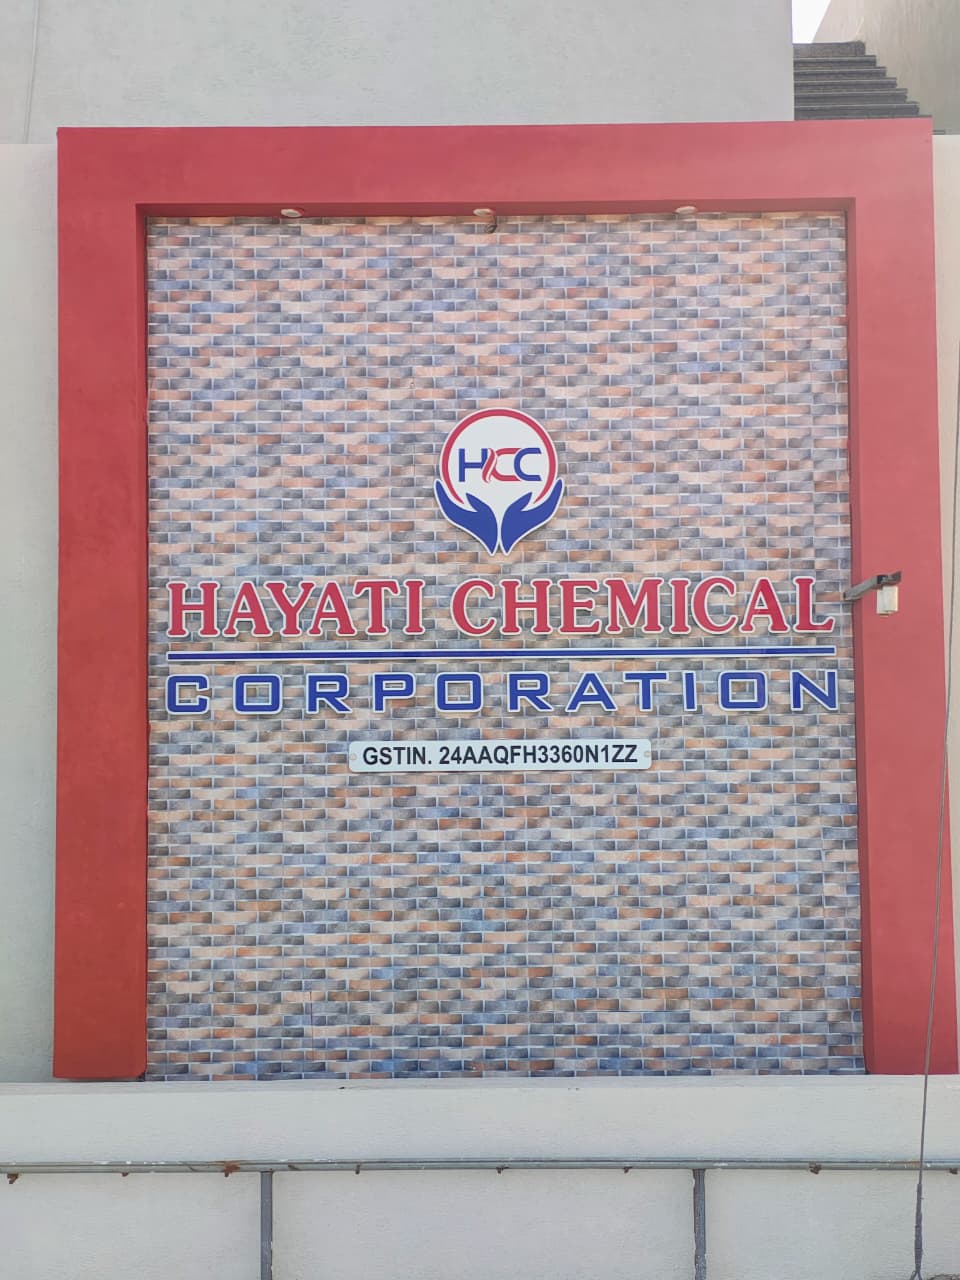 HCC
HAYATI CHEMICAL
CORPORATION
GSTIN. 24AAQFH3360N1ZZ